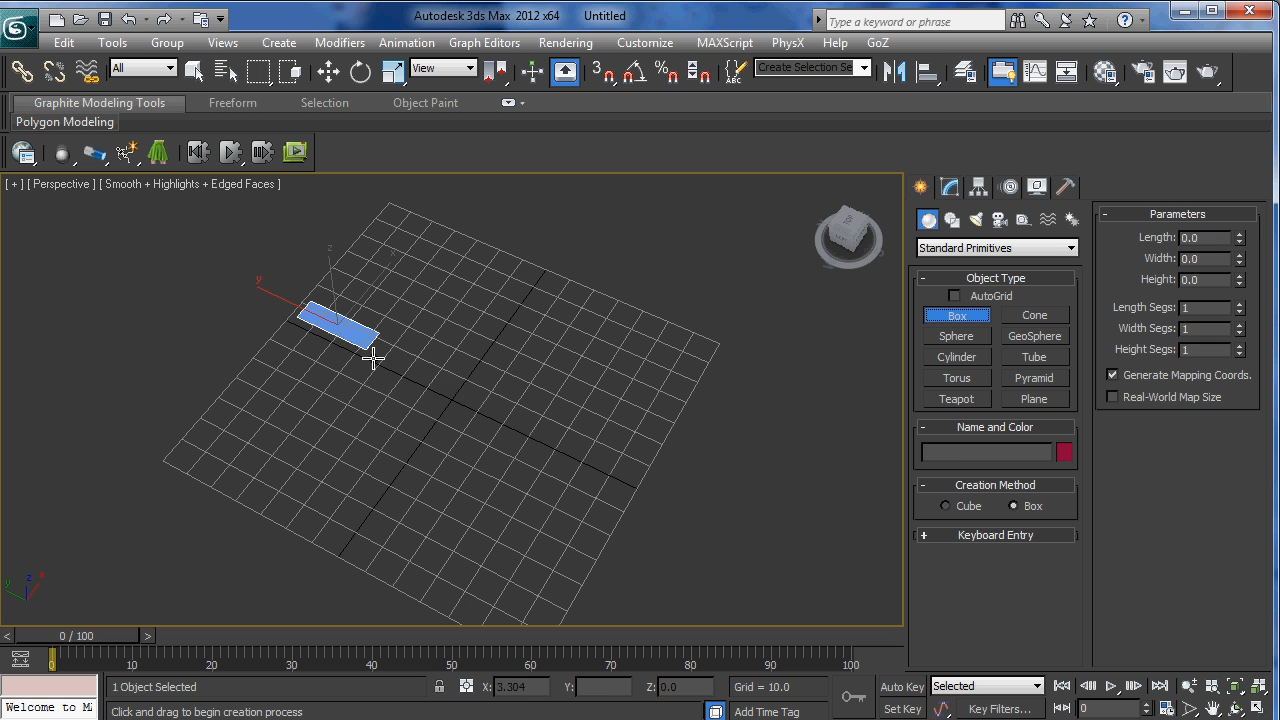 Autodesk 3ds Max 2012 x64 Untitled
Type a keyword or phrase
Edit Tools Group Views Create Modifiers Animation Graph Editors Rendering Customize MAXScript PhysX Help GoZ
All View 3 ABC Create Selection Se
Graphite Modeling Tools Freeform Selection Object Paint
Polygon Modeling
[ + ] [ Perspective ] [ Smooth + Highlights + Edged Faces ]
TOP
z
y
Standard Primitives
- Object Type
AutoGrid
Box Cone
Sphere GeoSphere
Cylinder Tube
Torus Pyramid
Teapot Plane
- Name and Color
- Creation Method
Cube Box
+ Keyboard Entry
- Parameters
Length: 0.0
Width: 0.0
Height: 0.0
Length Segs: 1
Width Segs: 1
Height Segs: 1
Generate Mapping Coords.
Real-World Map Size
y z x
< 0 / 100 >
0 10 20 30 40 50 60 70 80 90 100
1 Object Selected X: 3.304 Y: Z: 0.0 Grid = 10.0 Auto Key Selected
Welcome to M
Click and drag to begin creation process Add Time Tag Set Key Key Filters... 0